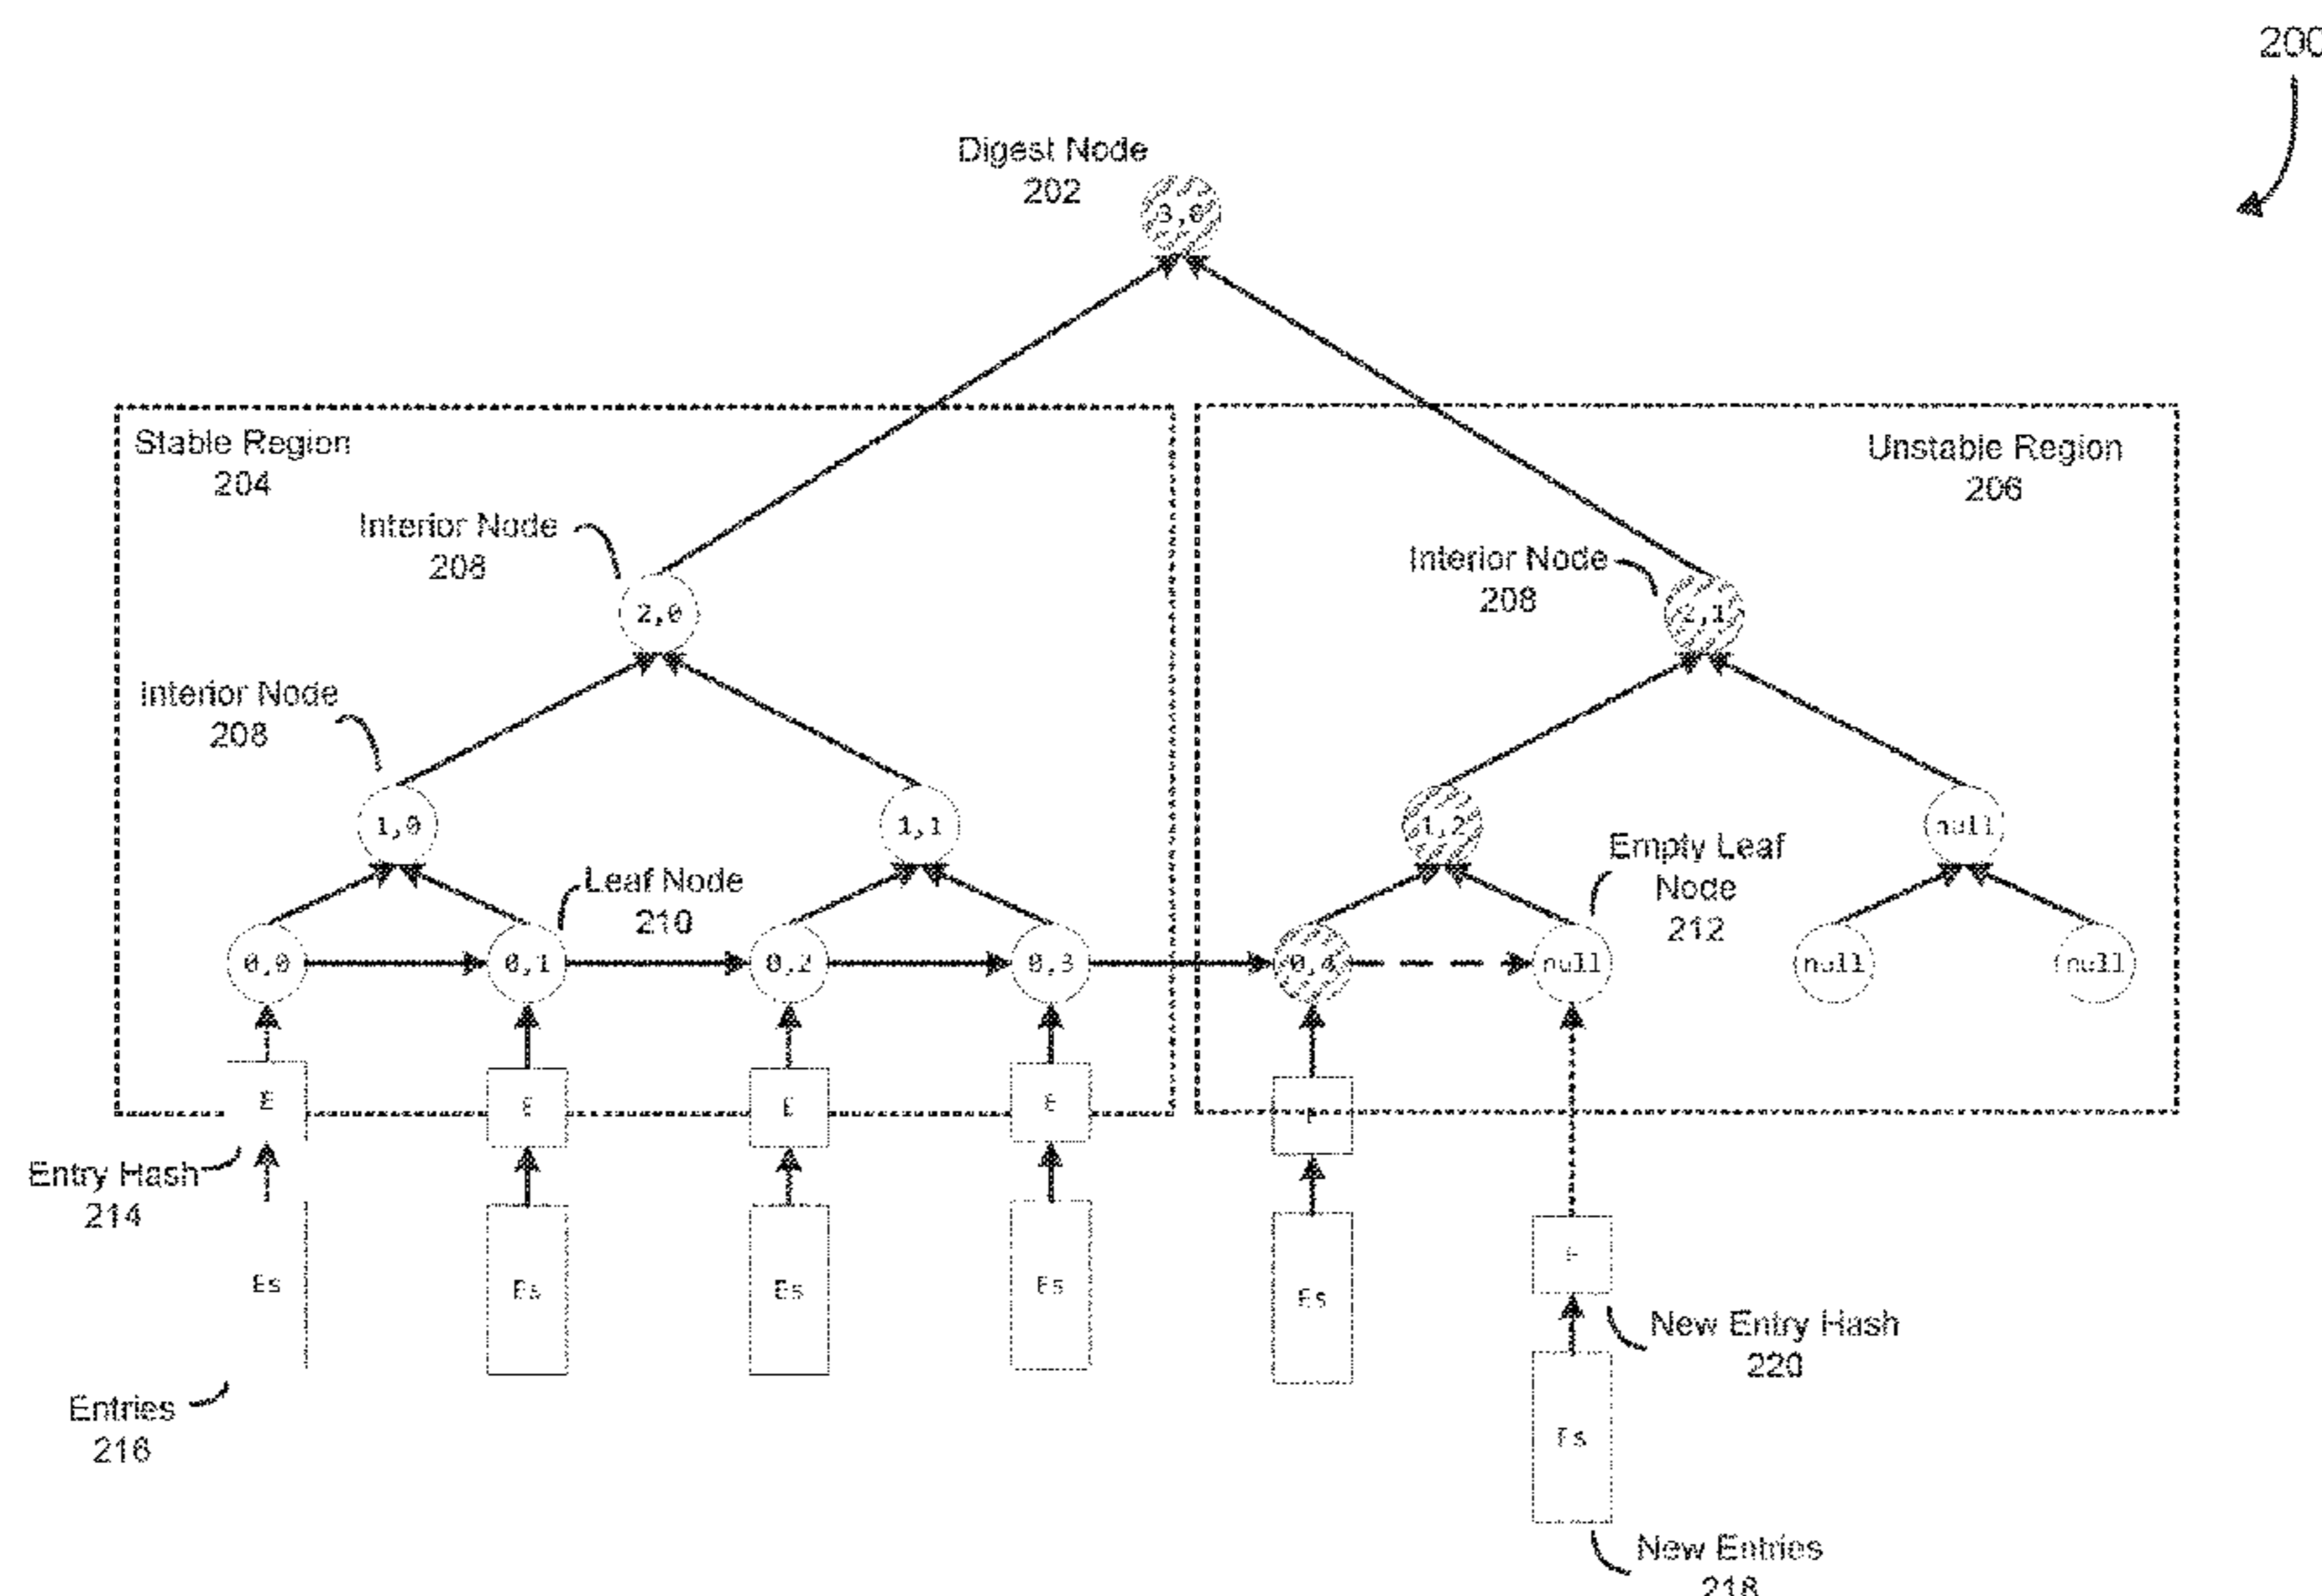 200
Digest Node
202
3,0
Stable Region
204
Unstable Region
206
Interior Node
208
Interior Node
208
2,0
2,1
Interior Node
208
1,0
1,1
1,2
null
Leaf Node
210
Empty Leaf
Node
212
0,0
0,1
0,2
0,3
0,4
null
null
null
E
E
E
E
E
Entry Hash
214
Es
Es
Es
Es
Es
E
New Entry Hash
220
Entries
216
Es
New Entries
218